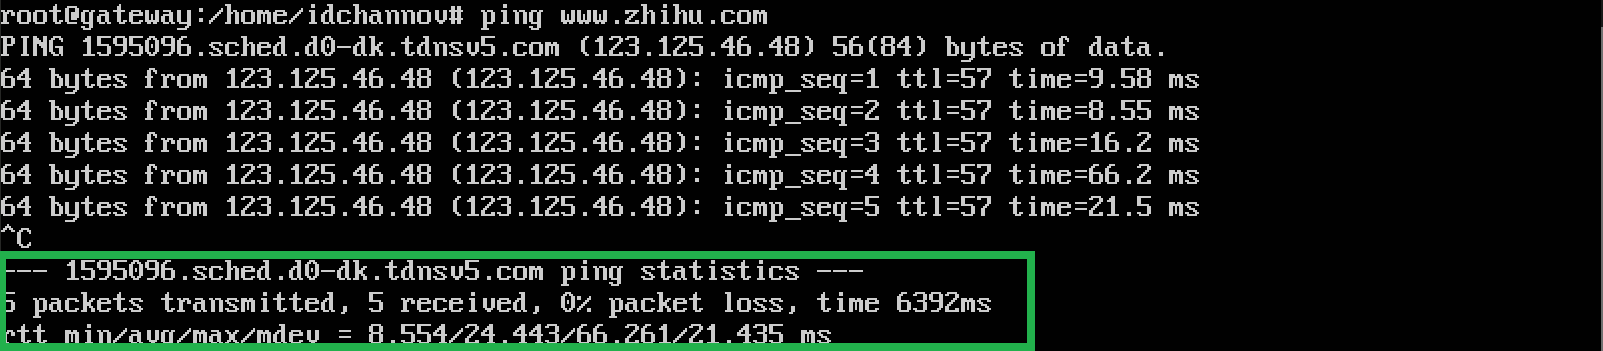 root@gateway:/home/idchannov# ping www.zhihu.com
PING 1595096.sched.d0-dk.tdnsv5.com (123.125.46.48) 56(84) bytes of data.
64 bytes from 123.125.46.48 (123.125.46.48): icmp_seq=1 ttl=57 time=9.58 ms
64 bytes from 123.125.46.48 (123.125.46.48): icmp_seq=2 ttl=57 time=8.55 ms
64 bytes from 123.125.46.48 (123.125.46.48): icmp_seq=3 ttl=57 time=16.2 ms
64 bytes from 123.125.46.48 (123.125.46.48): icmp_seq=4 ttl=57 time=66.2 ms
64 bytes from 123.125.46.48 (123.125.46.48): icmp_seq=5 ttl=57 time=21.5 ms
^C
--- 1595096.sched.d0-dk.tdnsv5.com ping statistics ---
5 packets transmitted, 5 received, 0% packet loss, time 6392ms
rtt min/avg/max/mdev = 8.554/24.443/66.261/21.435 ms